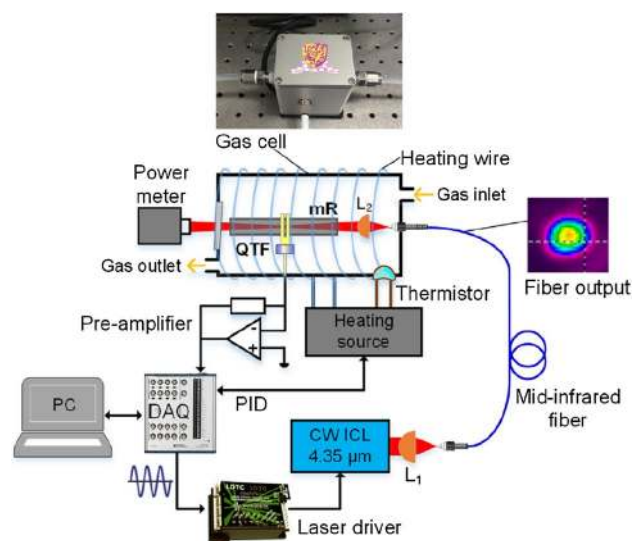 Gas cell
Heating wire
Power
meter
mR
L2
Gas inlet
QTF
Gas outlet
Thermistor
Fiber output
Pre-amplifier
-
+
Heating
source
PC
DAQ
PID
CW ICL
4.35 μm
L1
Mid-infrared
fiber
Laser driver